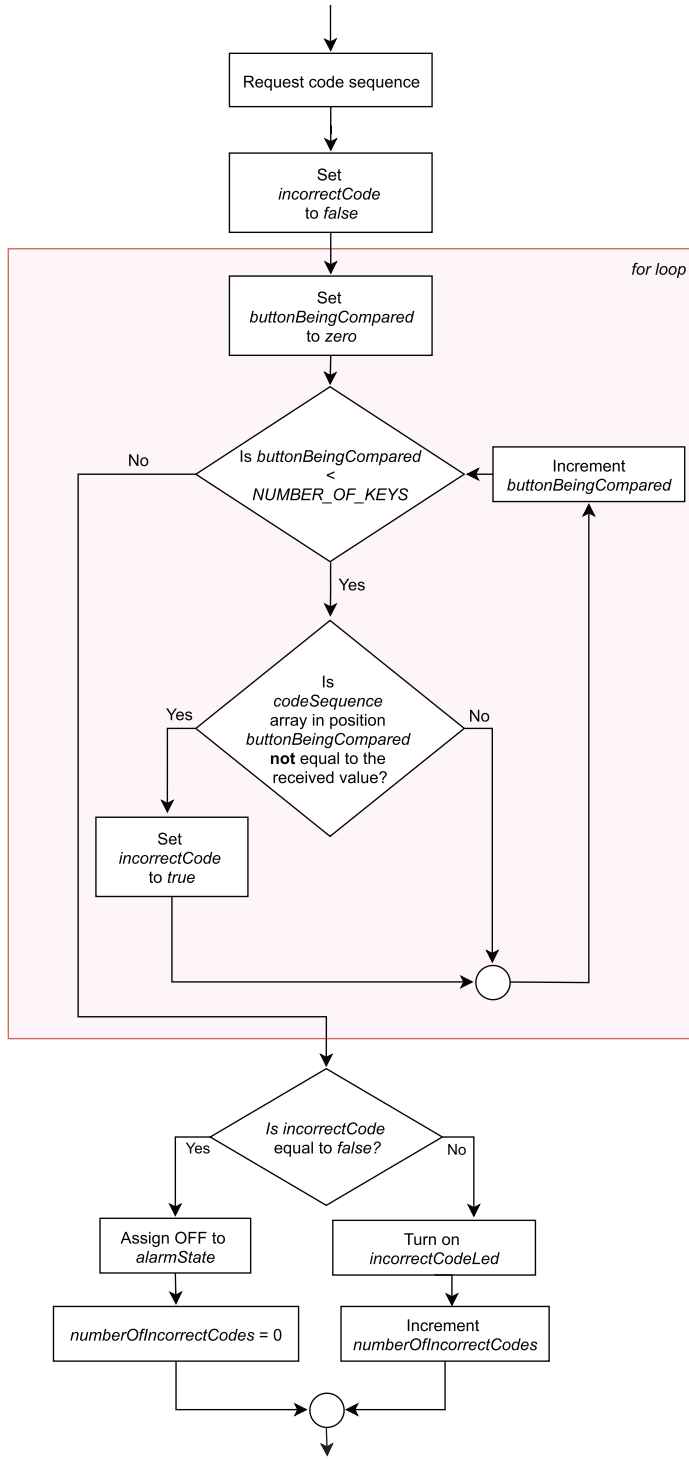 Request code sequence
Set
incorrectCode
to false
for loop
Set
buttonBeingCompared
to zero
No
Is buttonBeingCompared
<
NUMBER_OF_KEYS
Increment
buttonBeingCompared
Yes
Is
codeSequence
array in position
buttonBeingCompared
not equal to the
received value?
Yes
No
Set
incorrectCode
to true
Is incorrectCode
equal to false?
Yes
No
Assign OFF to
alarmState
Turn on
incorrectCodeLed
numberOfIncorrectCodes = 0
Increment
numberOfIncorrectCodes